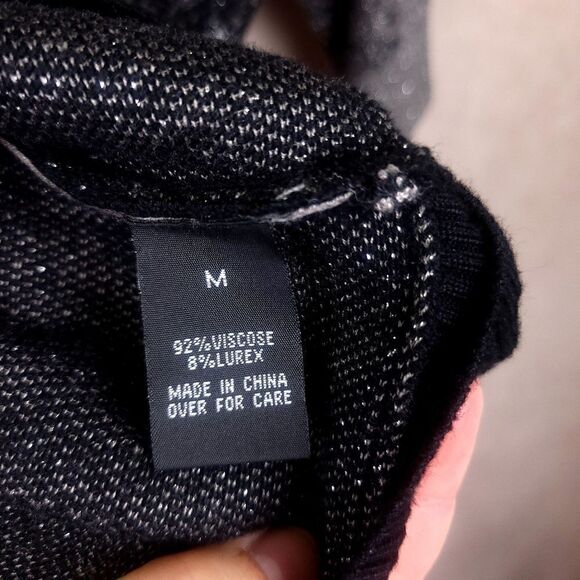 M
92%VISCOSE
8%LUREX
MADE IN CHINA
OVER FOR CARE